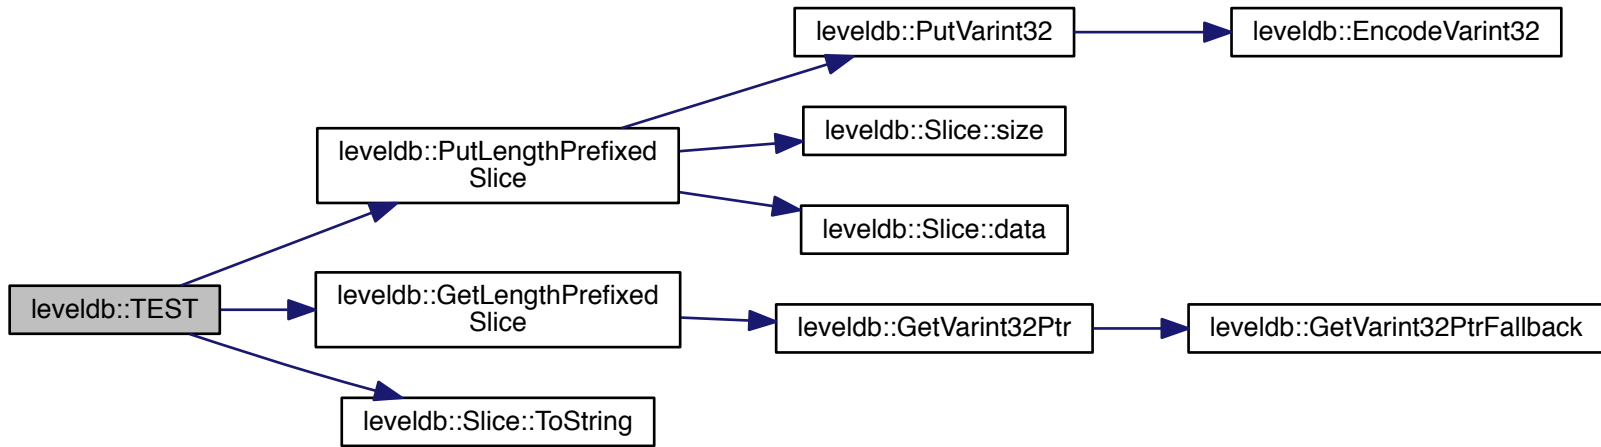 leveldb::PutVarint32
leveldb::EncodeVarint32
leveldb::Slice::size
leveldb::PutLengthPrefixed
Slice
leveldb::Slice::data
leveldb::TEST
leveldb::GetLengthPrefixed
Slice
leveldb::GetVarint32Ptr
leveldb::GetVarint32PtrFallback
leveldb::Slice::ToString